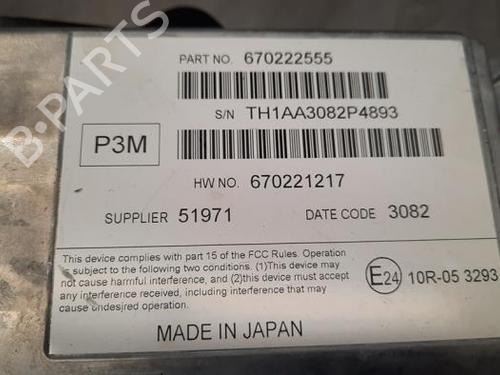 PART NO. 670222555
S/N TH1AA3082P4893
P3M
HW NO. 670221217
SUPPLIER 51971 DATE CODE 3082
This device complies with part 15 of the FCC Rules. Operation
is subject to the following two conditions. (1)This device may
not cause harmful interference, and (2)this device must accept
any interference received, including interference that may
cause undesired operation.
E24 10R-05 3293
MADE IN JAPAN
B-PARTS